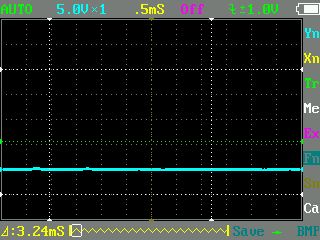 AUTO 5.0V×1 .5mS Off ±1.0V
Yn
Xn
Tr
Me
Ex
Fn
Sn
Ca
⊿:3.24mS Save → BMP